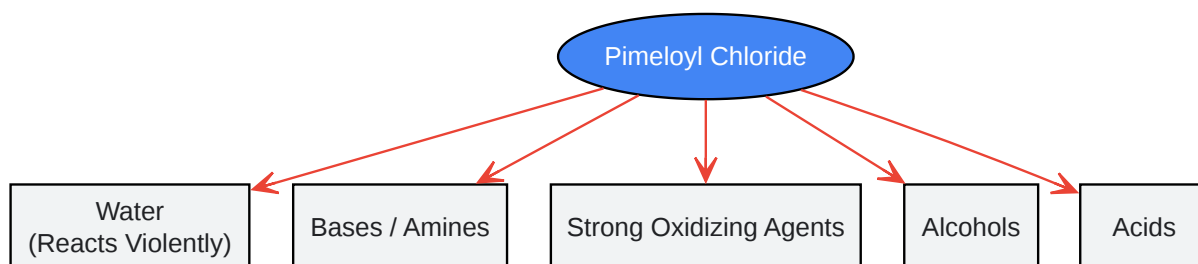 Pimeloyl Chloride
Water
(Reacts Violently)
Bases / Amines
Strong Oxidizing Agents
Alcohols
Acids